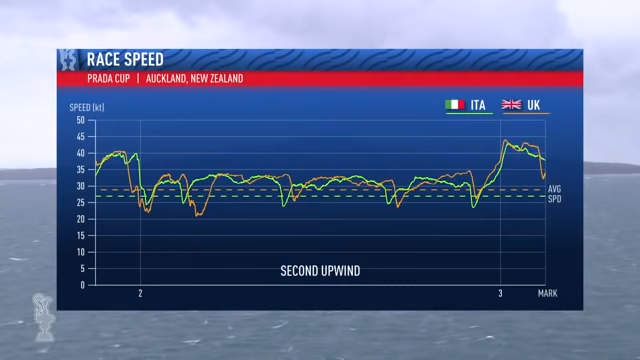 RACE SPEED
PRADA CUP | AUCKLAND, NEW ZEALAND
SPEED (kt)
ITA
UK
50
45
40
35
30
25
20
15
10
5
0
AVG
SPD
SECOND UPWIND
2
3
MARK